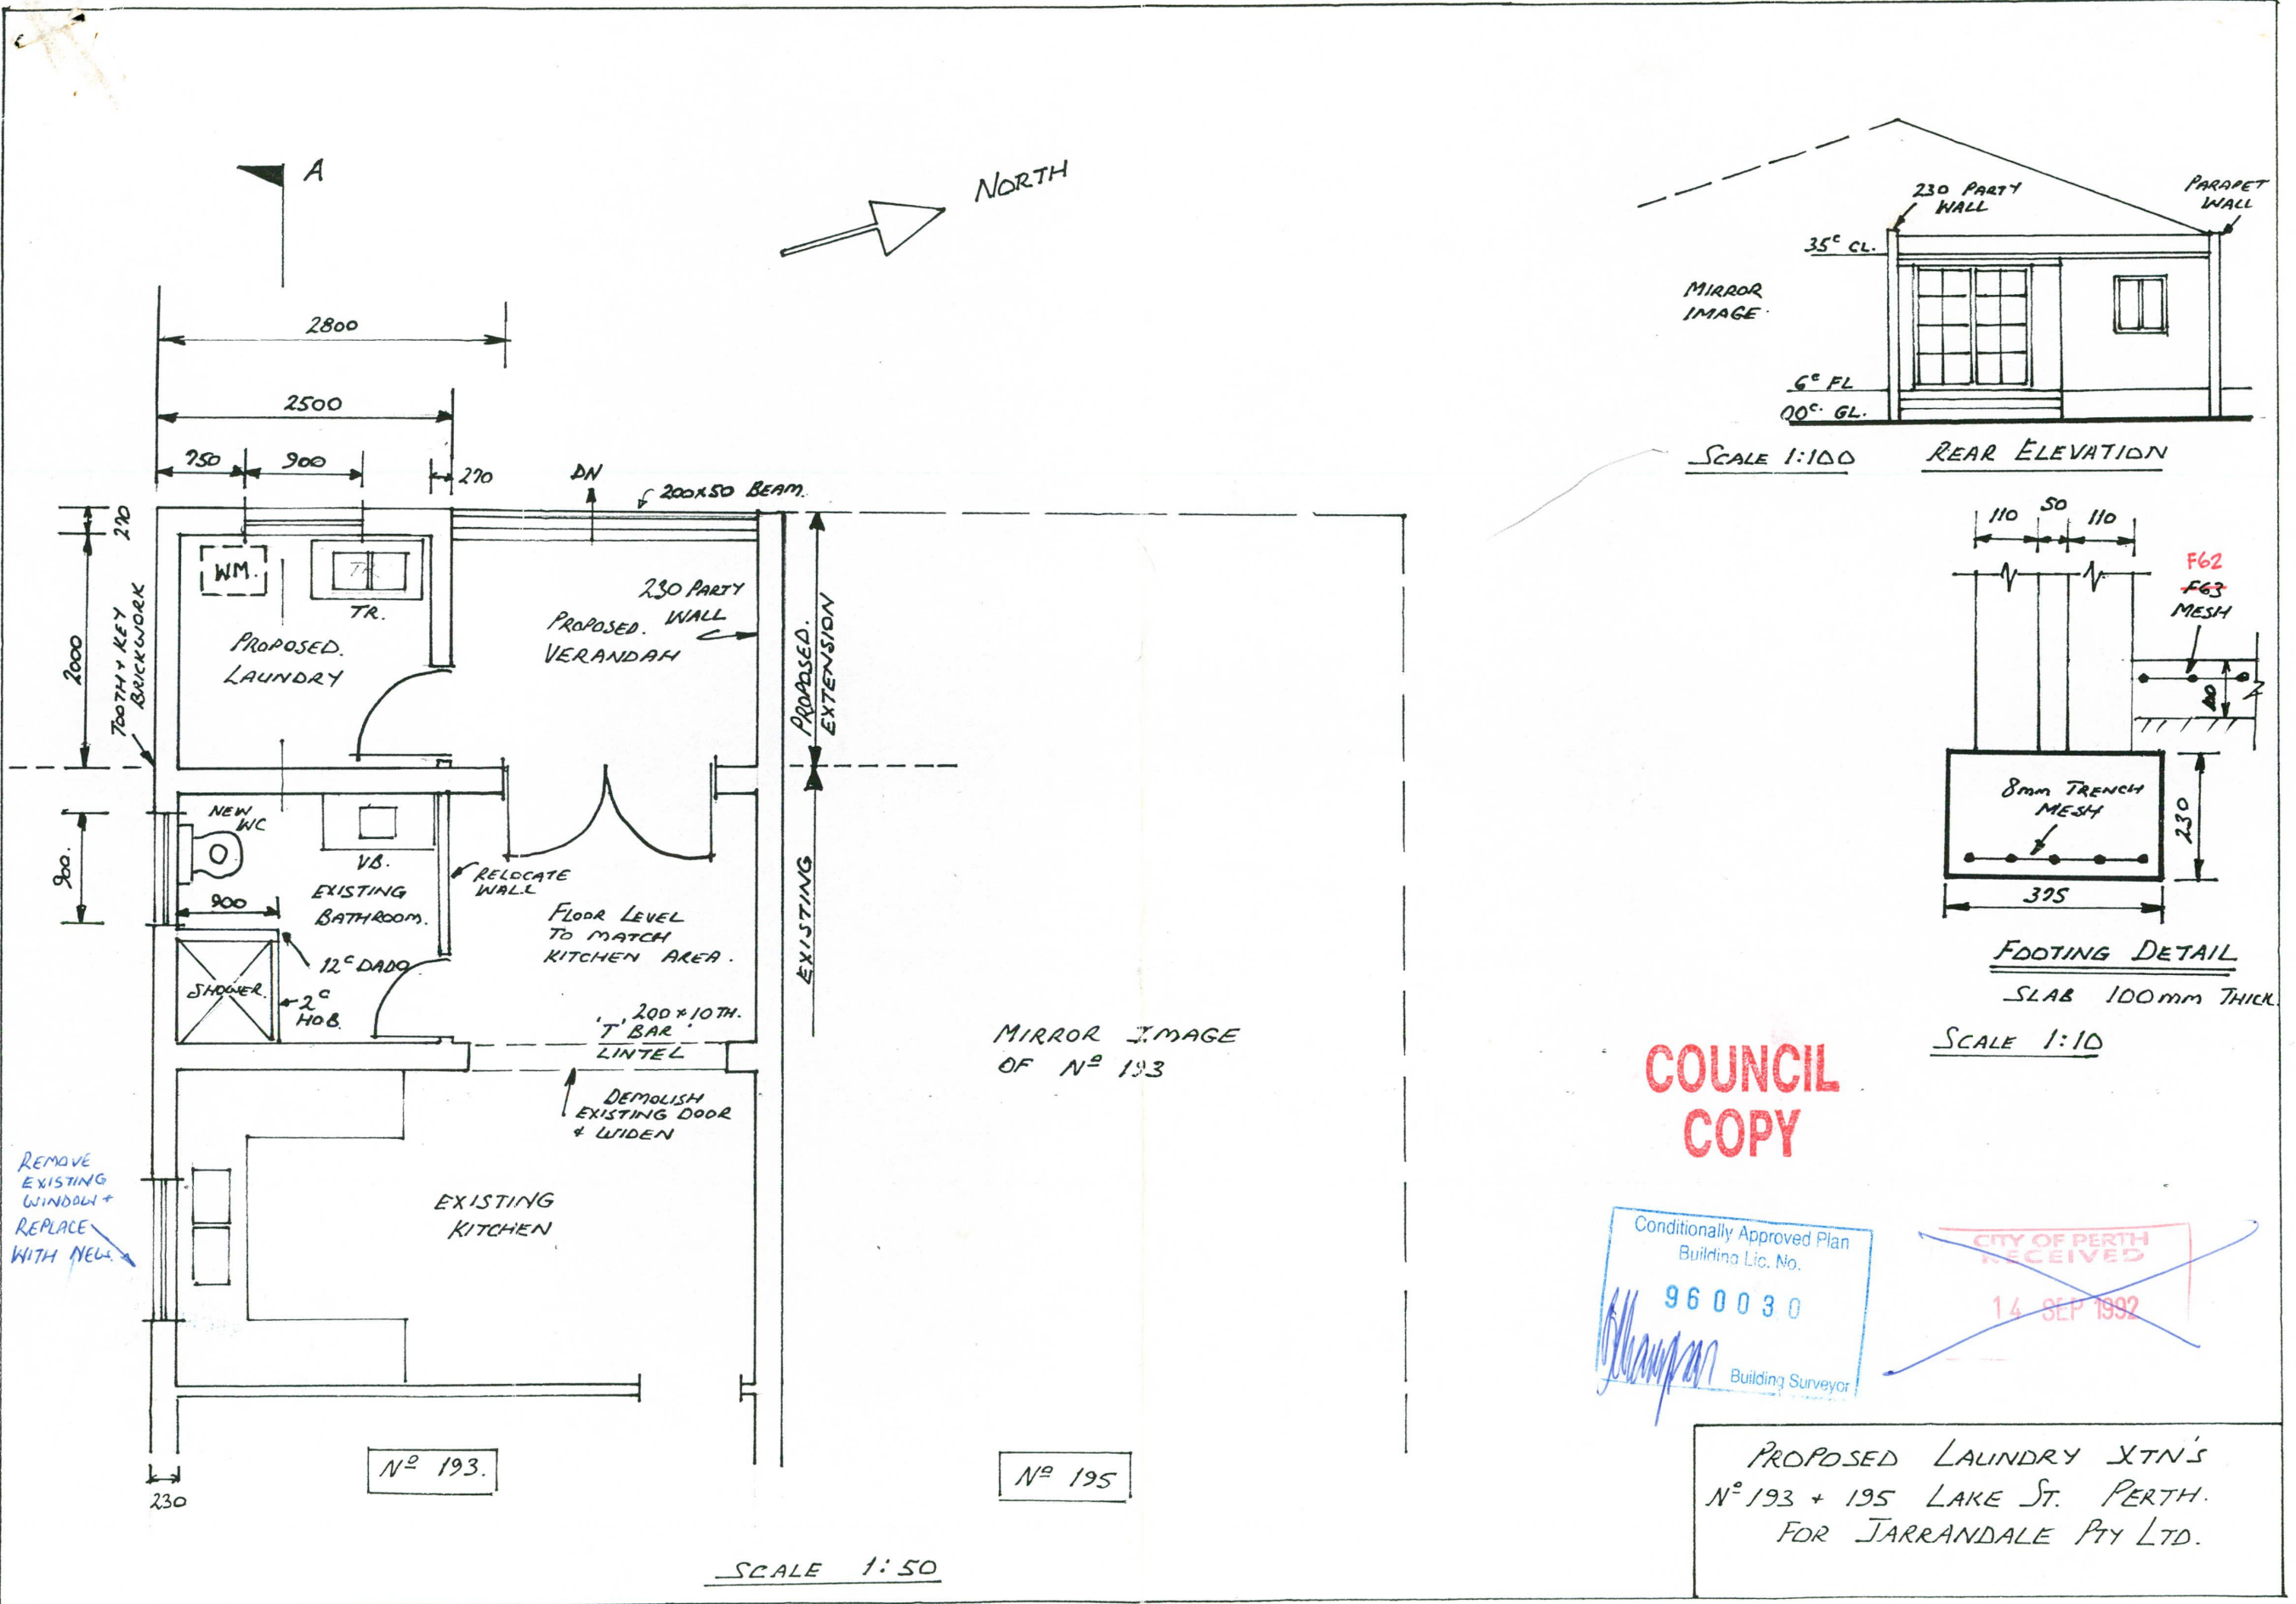 A
NORTH
2800
2500
750
900
270
DN
200x50 BEAM.
270
2000
TOOTH + KEY
BRICKWORK
WM.
TR.
TR.
PROPOSED.
LAUNDRY
PROPOSED.
VERANDAH
230 PARTY
WALL
PROPOSED.
EXTENSION
EXISTING
900.
NEW
WC
VB.
EXISTING
BATHROOM.
900
RELOCATE
WALL
FLOOR LEVEL
TO MATCH
KITCHEN AREA.
12c DADO
SHOWER.
2c
HOB.
200x10TH.
'T' BAR
LINTEL
DEMOLISH
EXISTING DOOR
+ WIDEN
REMOVE
EXISTING
WINDOW +
REPLACE
WITH NEW.
EXISTING
KITCHEN
230
Nº 193.
MIRROR IMAGE
OF Nº 193
Nº 195
SCALE 1:50
230 PARTY
WALL
PARAPET
WALL
35c CL.
MIRROR
IMAGE.
6c FL
00c. GL.
SCALE 1:100
REAR ELEVATION
110
50
110
F62
F63
MESH
100
8mm TRENCH
MESH
230
375
FOOTING DETAIL
SLAB 100mm THICK.
SCALE 1:10
COUNCIL
COPY
Conditionally Approved Plan
Building Lic. No.
960030
Building Surveyor
CITY OF PERTH
RECEIVED
14 SEP 1992
PROPOSED LAUNDRY XTN'S
Nº 193 + 195 LAKE ST. PERTH.
FOR JARRANDALE PTY LTD.